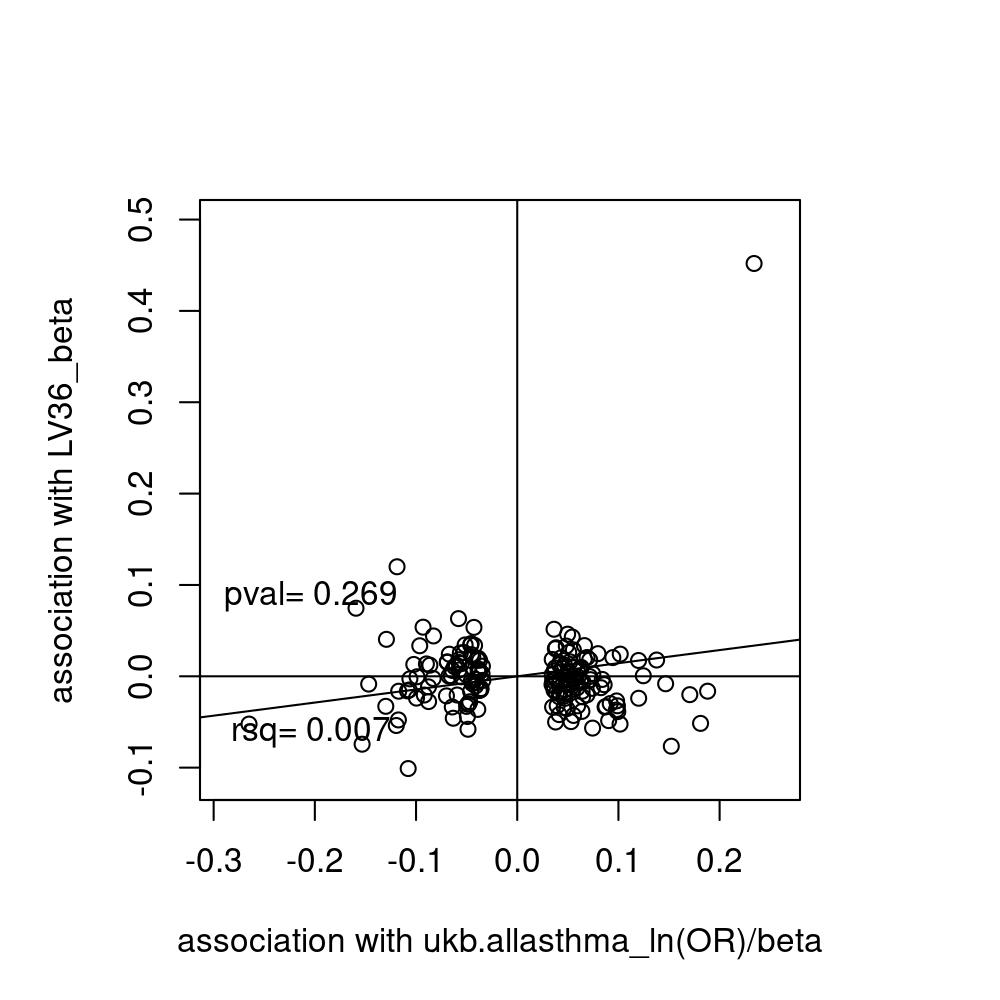 association with LV36_beta
0.5
0.4
0.3
0.2
0.1
0.0
-0.1
pval= 0.269
rsq= 0.007
-0.3 -0.2 -0.1 0.0 0.1 0.2
association with ukb.allasthma_ln(OR)/beta